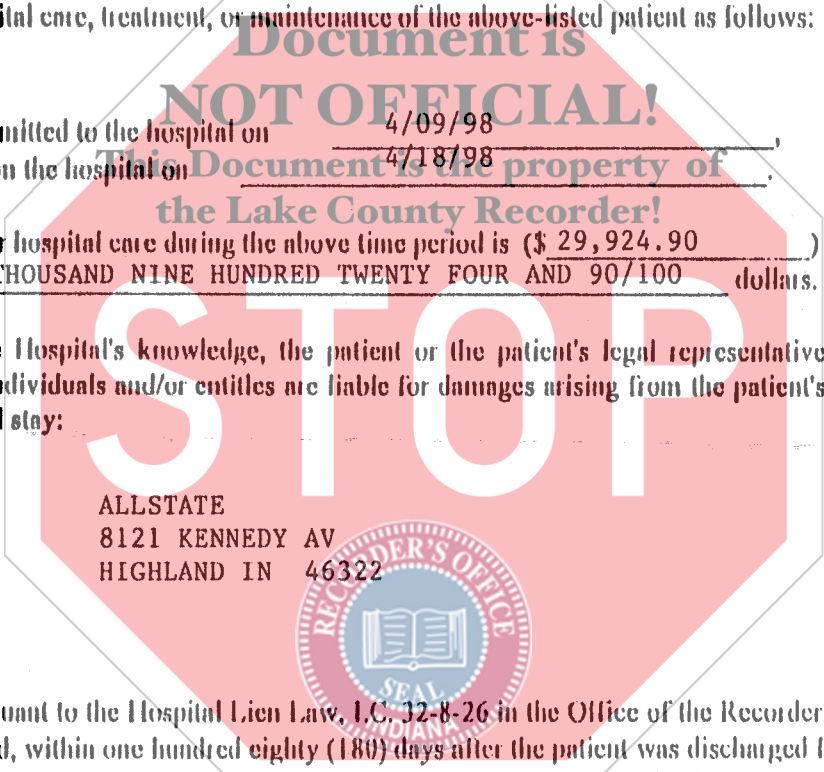 ital care, treatment, or maintenance of the above-listed patient as follows:
Document is
NOT OFFICIAL!
mitted to the hospital on 4/09/98,
This Document is the property of
m the hospital on 4/18/98.
the Lake County Recorder!
r hospital care during the above time period is ($ 29,924.90)
HOUSAND NINE HUNDRED TWENTY FOUR AND 90/100 dollars.
STOP
e Hospital's knowledge, the patient or the patient's legal representative
dividuals and/or entities are liable for damages arising from the patient's
l stay:
ALLSTATE
8121 KENNEDY AV
HIGHLAND IN 46322
RECORDER'S OFFICE
SEAL
INDIANA
uant to the Hospital Lien Law, I.C. 32-8-26 in the Office of the Recorder
d, within one hundred eighty (180) days after the patient was discharged f